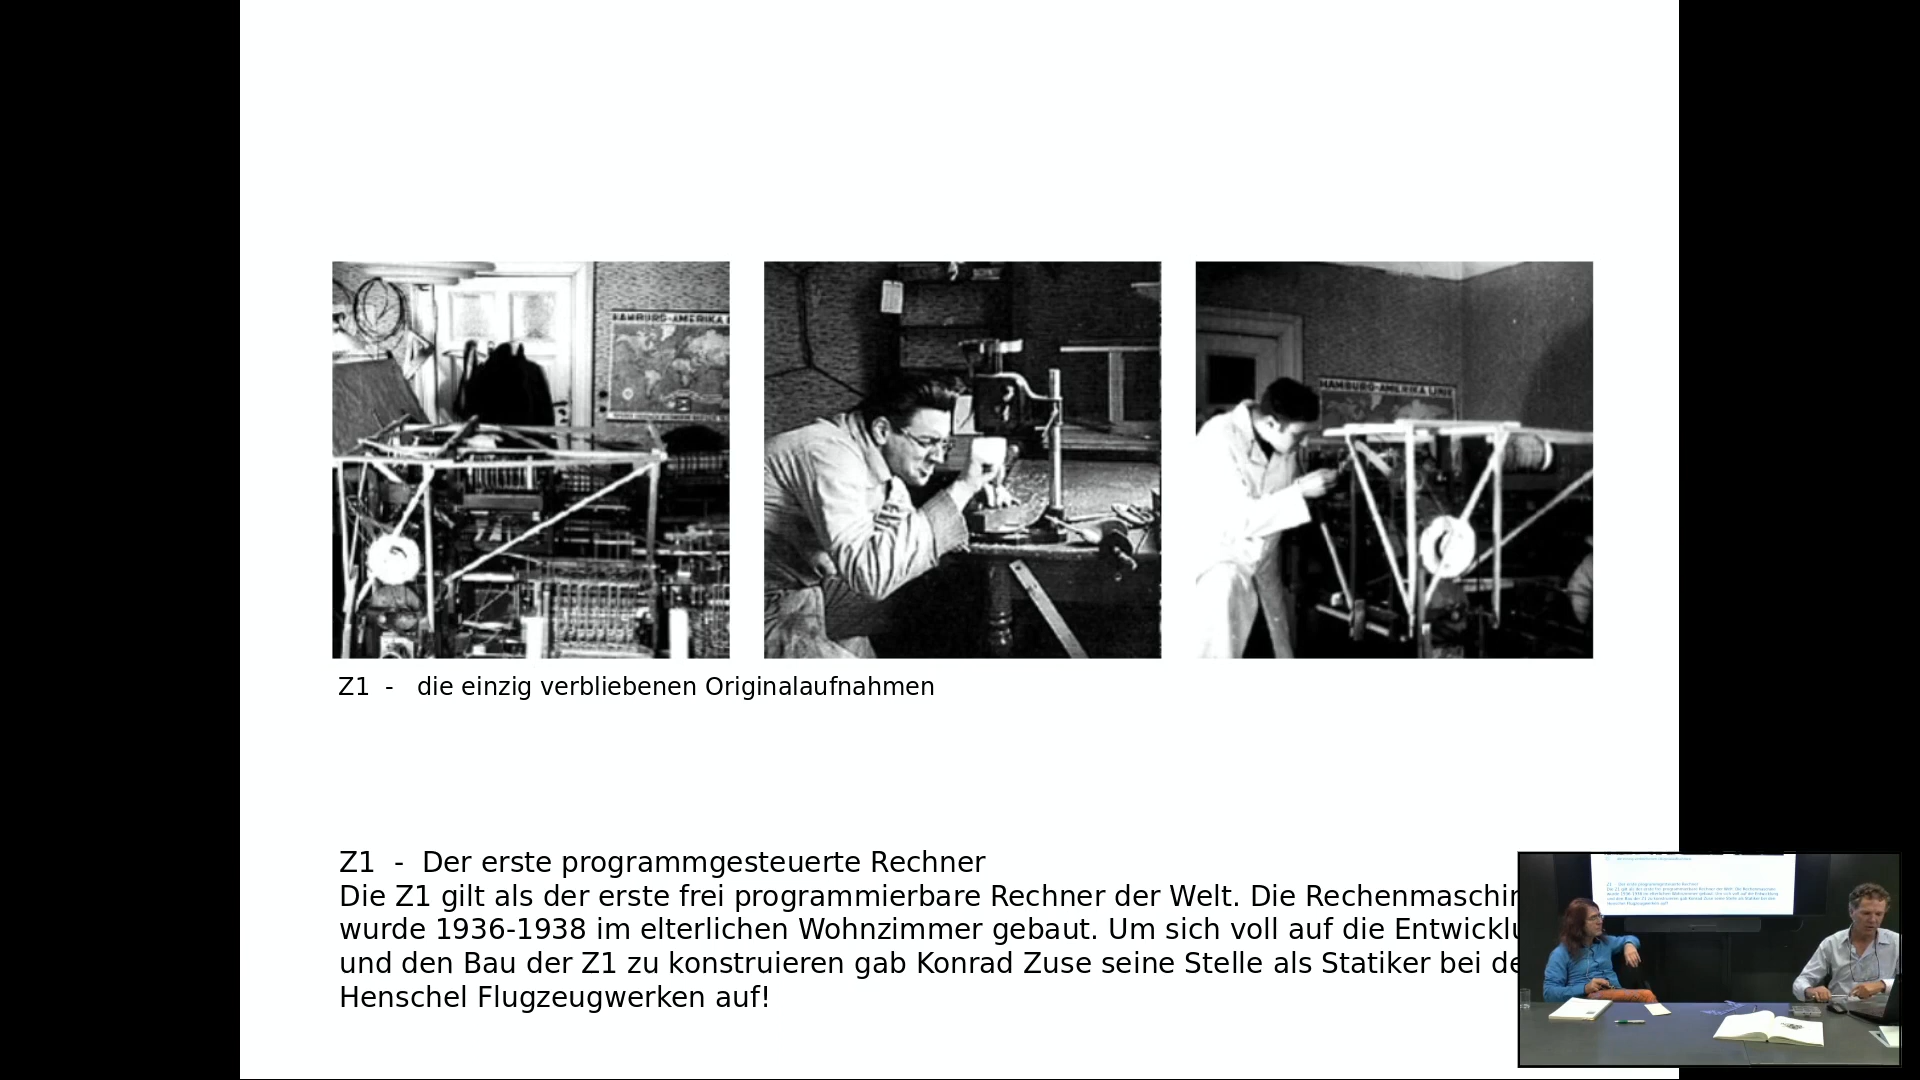 HAMBURG-AMERIKA
HAMBURG-AMERIKA LINIE
Z1 - die einzig verbliebenen Originalaufnahmen
Z1 - Der erste programmgesteuerte Rechner
Die Z1 gilt als der erste frei programmierbare Rechner der Welt. Die Rechenmaschin
wurde 1936-1938 im elterlichen Wohnzimmer gebaut. Um sich voll auf die Entwicklu
und den Bau der Z1 zu konstruieren gab Konrad Zuse seine Stelle als Statiker bei de
Henschel Flugzeugwerken auf!